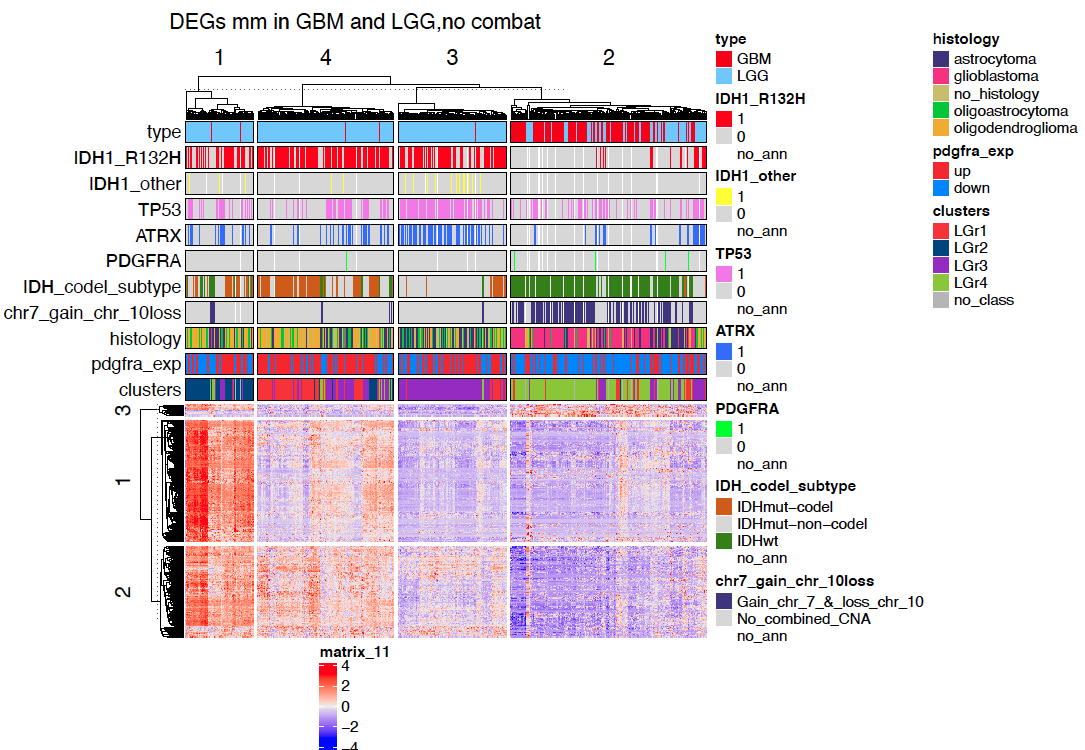 DEGs mm in GBM and LGG,no combat
1 4 3 2
type
IDH1_R132H
IDH1_other
TP53
ATRX
PDGFRA
IDH_codel_subtype
chr7_gain_chr_10loss
histology
pdgfra_exp
clusters
3
1
2
matrix_11
4
2
0
−2
−4
type
GBM
LGG
IDH1_R132H
1
0
no_ann
IDH1_other
1
0
no_ann
TP53
1
0
no_ann
ATRX
1
0
no_ann
PDGFRA
1
0
no_ann
IDH_codel_subtype
IDHmut−codel
IDHmut−non−codel
IDHwt
no_ann
chr7_gain_chr_10loss
Gain_chr_7_&_loss_chr_10
No_combined_CNA
no_ann
histology
astrocytoma
glioblastoma
no_histology
oligoastrocytoma
oligodendroglioma
pdgfra_exp
up
down
clusters
LGr1
LGr2
LGr3
LGr4
no_class